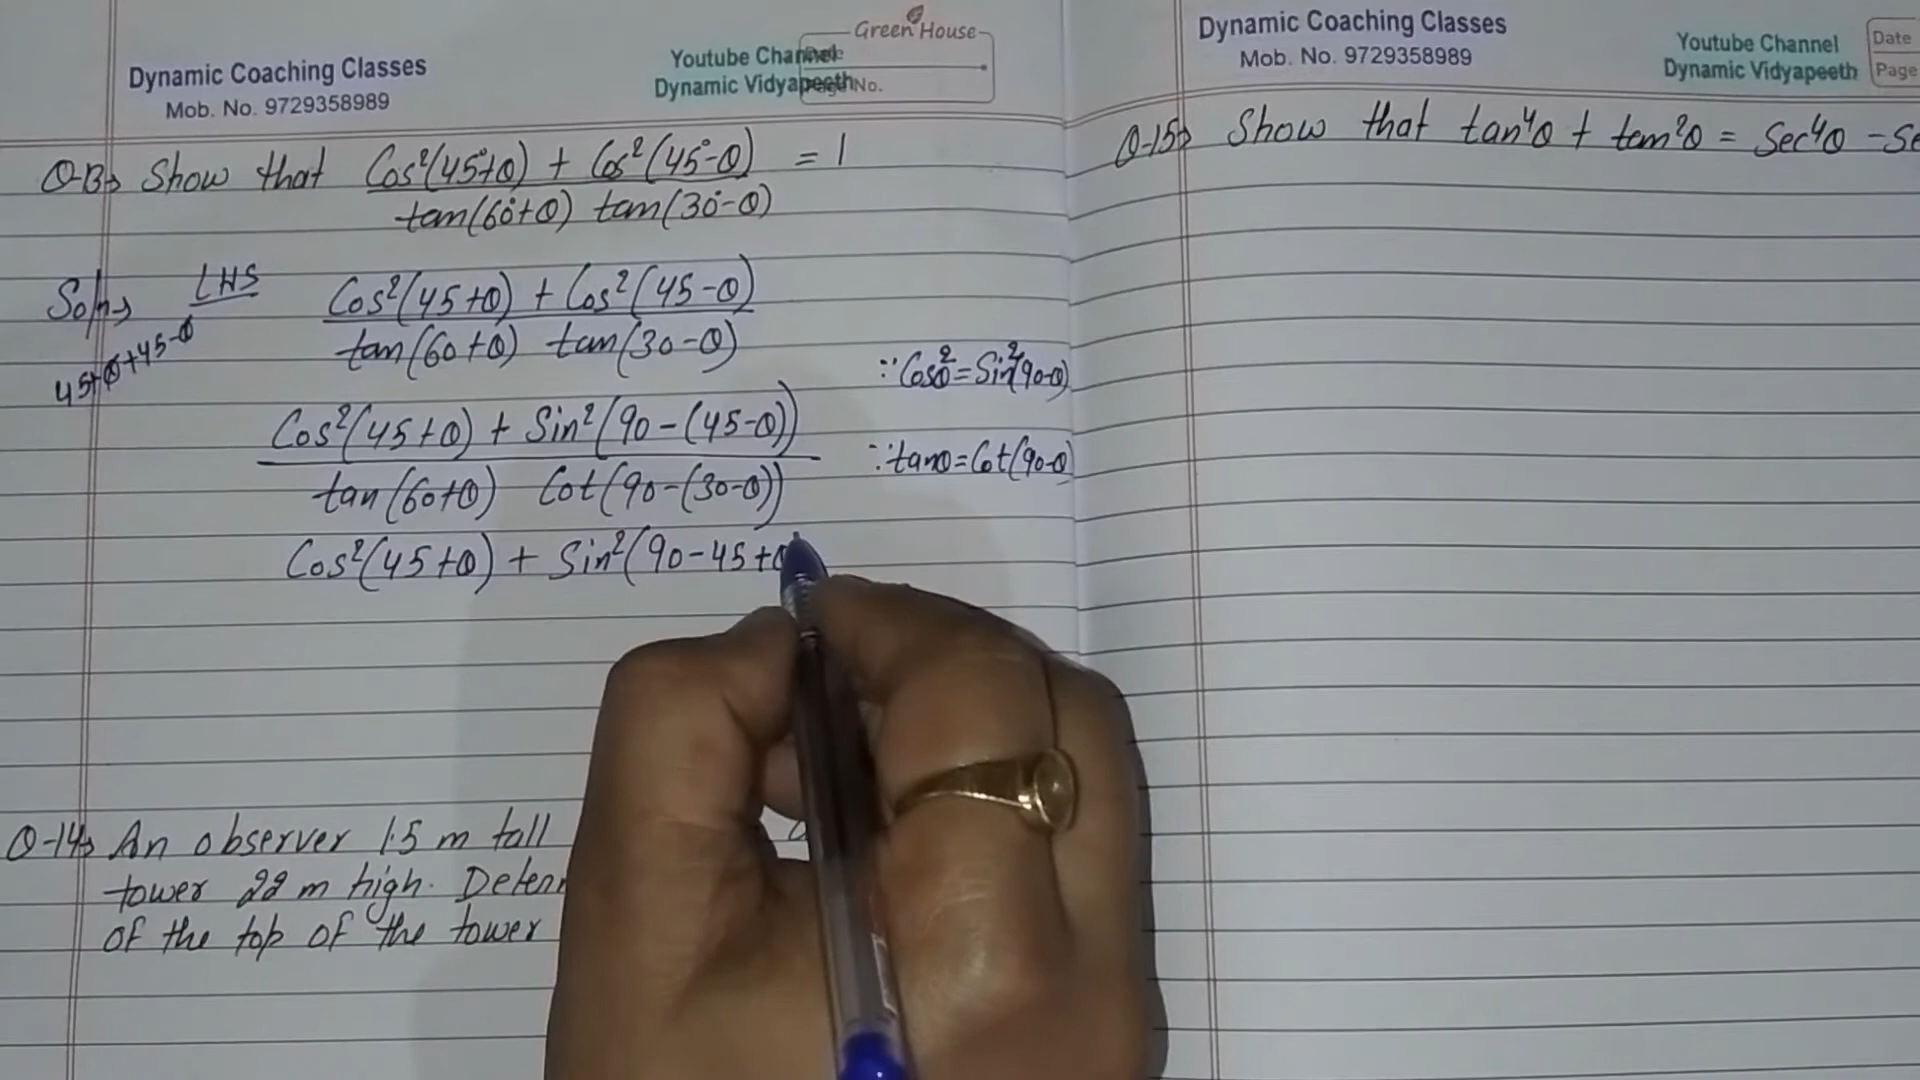 Green House
Dynamic Coaching Classes
Mob. No. 9729358989
Youtube Channel
Dynamic Vidyapeeth No.
Q-13 Show that Cos²(45°+θ) + Cos²(45°-θ) = 1
tan(60°+θ) tan(30°-θ)
Soln LHS Cos²(45+θ) + Cos²(45-θ)
tan(60+θ) tan(30-θ)
45+θ+45-θ
∵ Cos²θ = Sin²(90-θ)
Cos²(45+θ) + Sin²(90-(45-θ))
∵ tanθ = Cot(90-θ)
tan(60+θ) Cot(90-(30-θ))
Cos²(45+θ) + Sin²(90-45+
Q-14 An observer 1.5 m tall
tower 22 m high.
of the top of the tower
Dynamic Coaching Classes
Mob. No. 9729358989
Youtube Channel
Dynamic Vidyapeeth
Date
Page
Q-15 Show that tan⁴θ + tan²θ = Sec⁴θ -